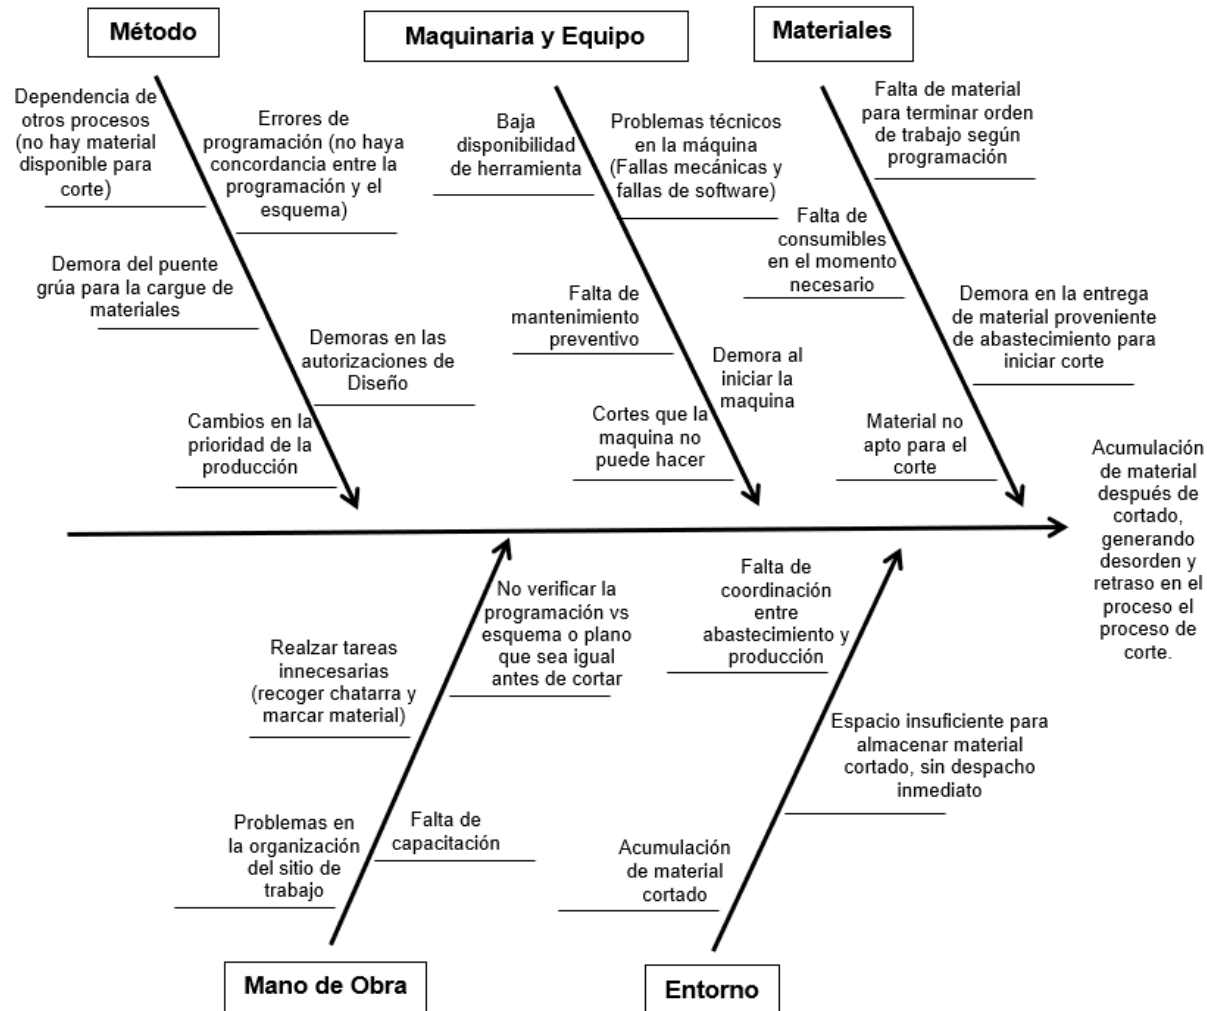 Método
Maquinaria y Equipo
Materiales
Dependencia de
otros procesos
(no hay material
disponible para
corte)
Errores de
programación (no haya
concordancia entre la
programación y el
esquema)
Demora del puente
grúa para la cargue de
materiales
Demoras en las
autorizaciones de
Diseño
Cambios en la
prioridad de la
producción
Baja
disponibilidad
de herramienta
Problemas técnicos
en la máquina
(Fallas mecánicas y
fallas de software)
Falta de
mantenimiento
preventivo
Demora al
iniciar la
maquina
Cortes que la
maquina no
puede hacer
Falta de material
para terminar orden
de trabajo según
programación
Falta de
consumibles
en el momento
necesario
Demora en la entrega
de material proveniente
de abastecimiento para
iniciar corte
Material no
apto para el
corte
Acumulación
de material
después de
cortado,
generando
desorden y
retraso en el
proceso el
proceso de
corte.
No verificar la
programación vs
esquema o plano
que sea igual
antes de cortar
Realzar tareas
innecesarias
(recoger chatarra y
marcar material)
Falta de
capacitación
Problemas en
la organización
del sitio de
trabajo
Falta de
coordinación
entre
abastecimiento y
producción
Espacio insuficiente para
almacenar material
cortado, sin despacho
inmediato
Acumulación
de material
cortado
Mano de Obra
Entorno